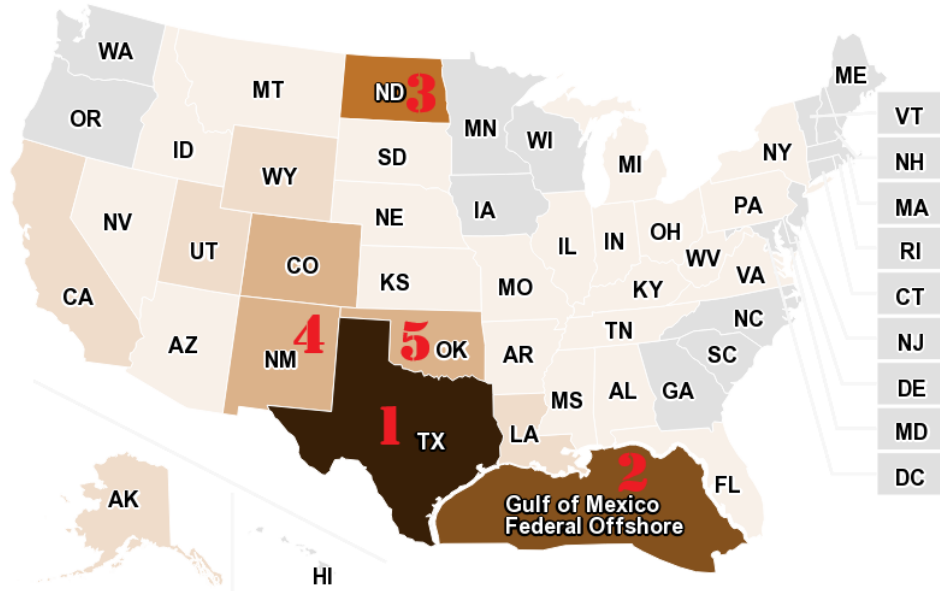 WA
OR
CA
NV
ID
MT
WY
UT
CO
AZ
4
NM
ND 3
SD
NE
KS
5 OK
1 TX
MN
IA
MO
AR
LA
WI
IL
MI
IN
OH
KY
TN
MS
AL
GA
FL
SC
NC
VA
WV
PA
NY
ME
VT
NH
MA
RI
CT
NJ
DE
MD
DC
2
Gulf of Mexico
Federal Offshore
AK
HI